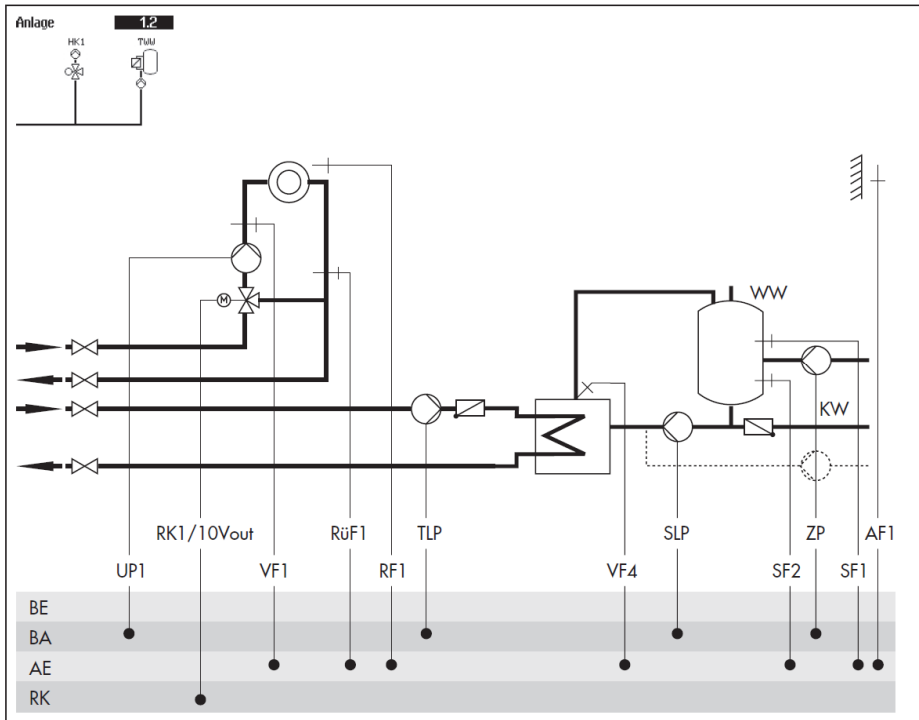 Anlage 1.2
HK1 TWW
M
WW
KW
RK1/10Vout RüF1 TLP SLP ZP AF1
UP1 VF1 RF1 VF4 SF2 SF1
BE
BA
AE
RK